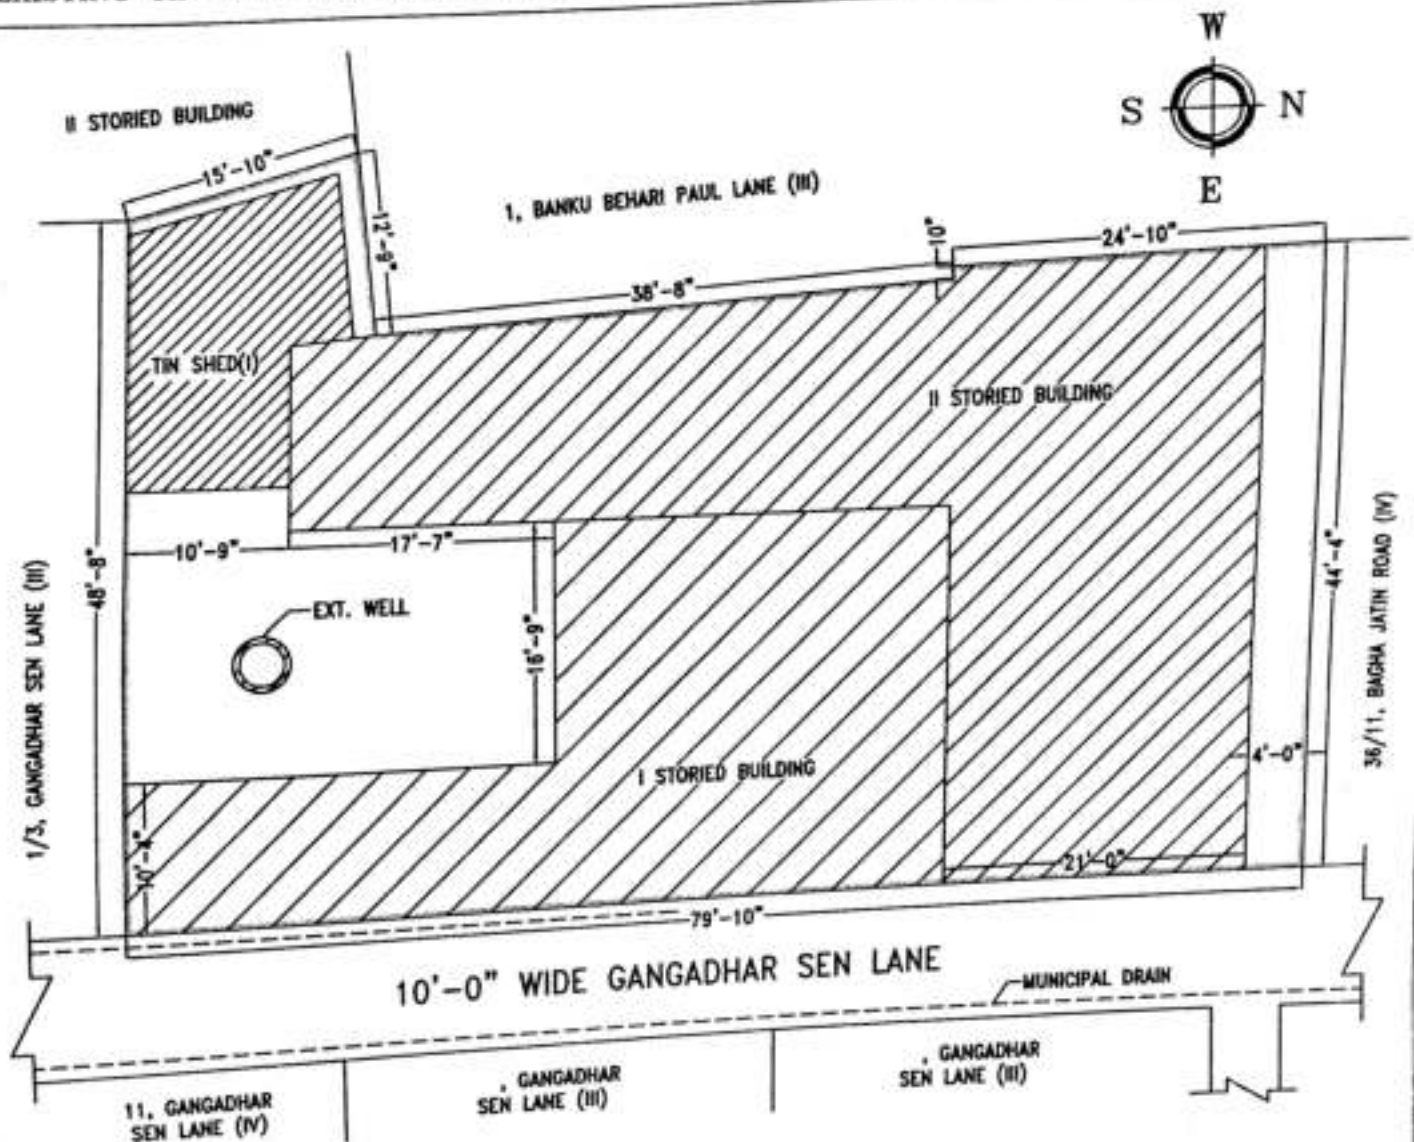 W
S N
E
II STORIED BUILDING
15'-10"
12'-9"
1, BANKU BEHARI PAUL LANE (III)
10"
24'-10"
38'-8"
TIN SHED(I)
II STORIED BUILDING
48'-8"
1/3, GANGADHAR SEN LANE (III)
10'-9"
17'-7"
EXT. WELL
16'-9"
44'-4"
36/11, BAGHA JATIN ROAD (IV)
4'-0"
I STORIED BUILDING
10'-4"
21'-0"
79'-10"
10'-0" WIDE GANGADHAR SEN LANE
MUNICIPAL DRAIN
11, GANGADHAR
SEN LANE (IV)
, GANGADHAR
SEN LANE (III)
, GANGADHAR
SEN LANE (III)